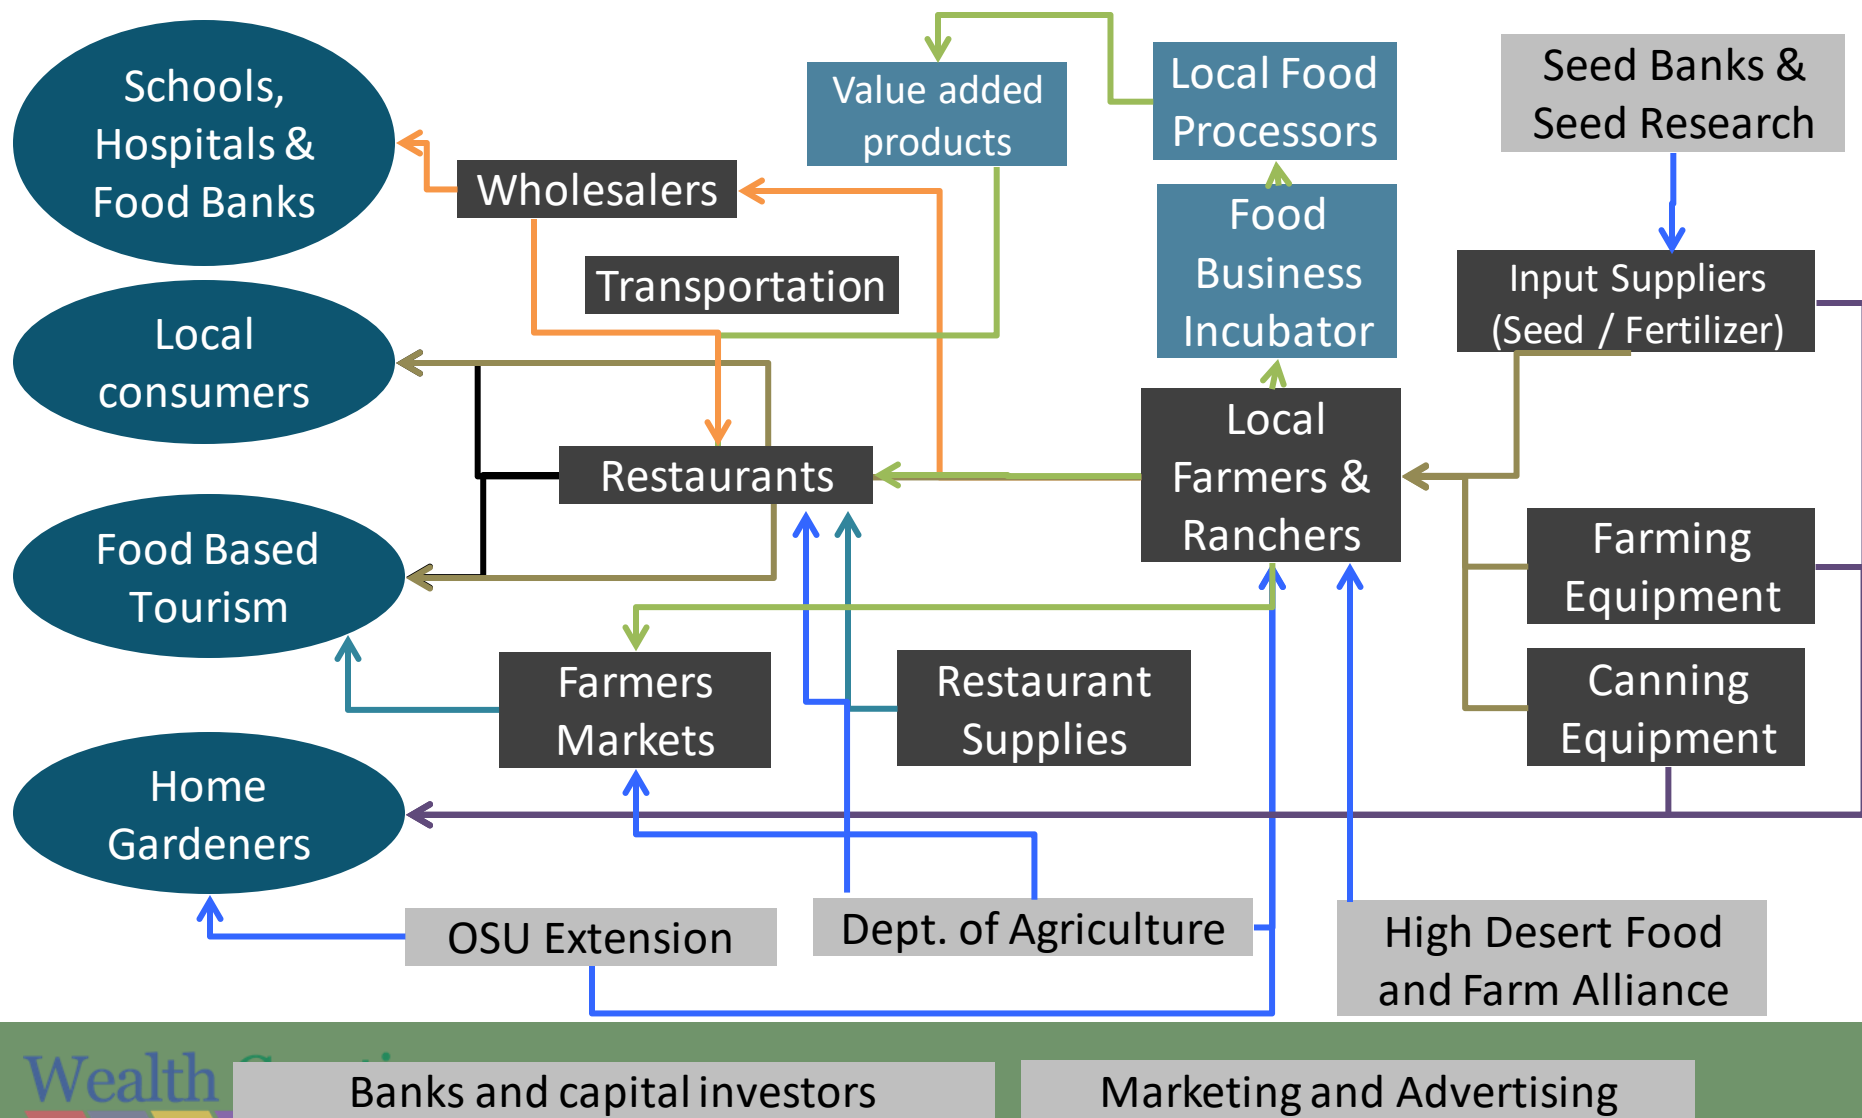 Schools,
Hospitals &
Food Banks
Value added
products
Local Food
Processors
Seed Banks &
Seed Research
Wholesalers
Food
Business
Incubator
Transportation
Input Suppliers
(Seed / Fertilizer)
Local
consumers
Local
Farmers &
Ranchers
Restaurants
Food Based
Tourism
Farming
Equipment
Farmers
Markets
Restaurant
Supplies
Canning
Equipment
Home
Gardeners
OSU Extension
Dept. of Agriculture
High Desert Food
and Farm Alliance
Wealth
Banks and capital investors
Marketing and Advertising